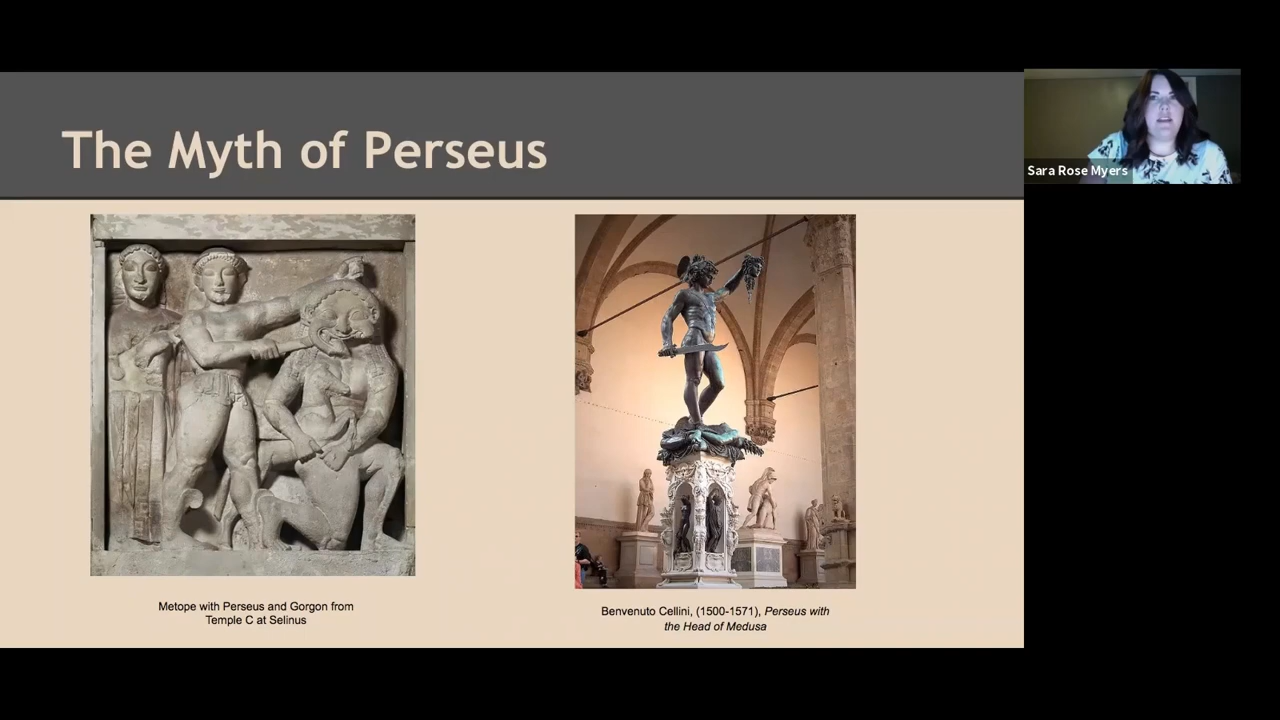 The Myth of Perseus
Sara Rose Myers
Metope with Perseus and Gorgon from
Temple C at Selinus
Benvenuto Cellini, (1500-1571), Perseus with
the Head of Medusa